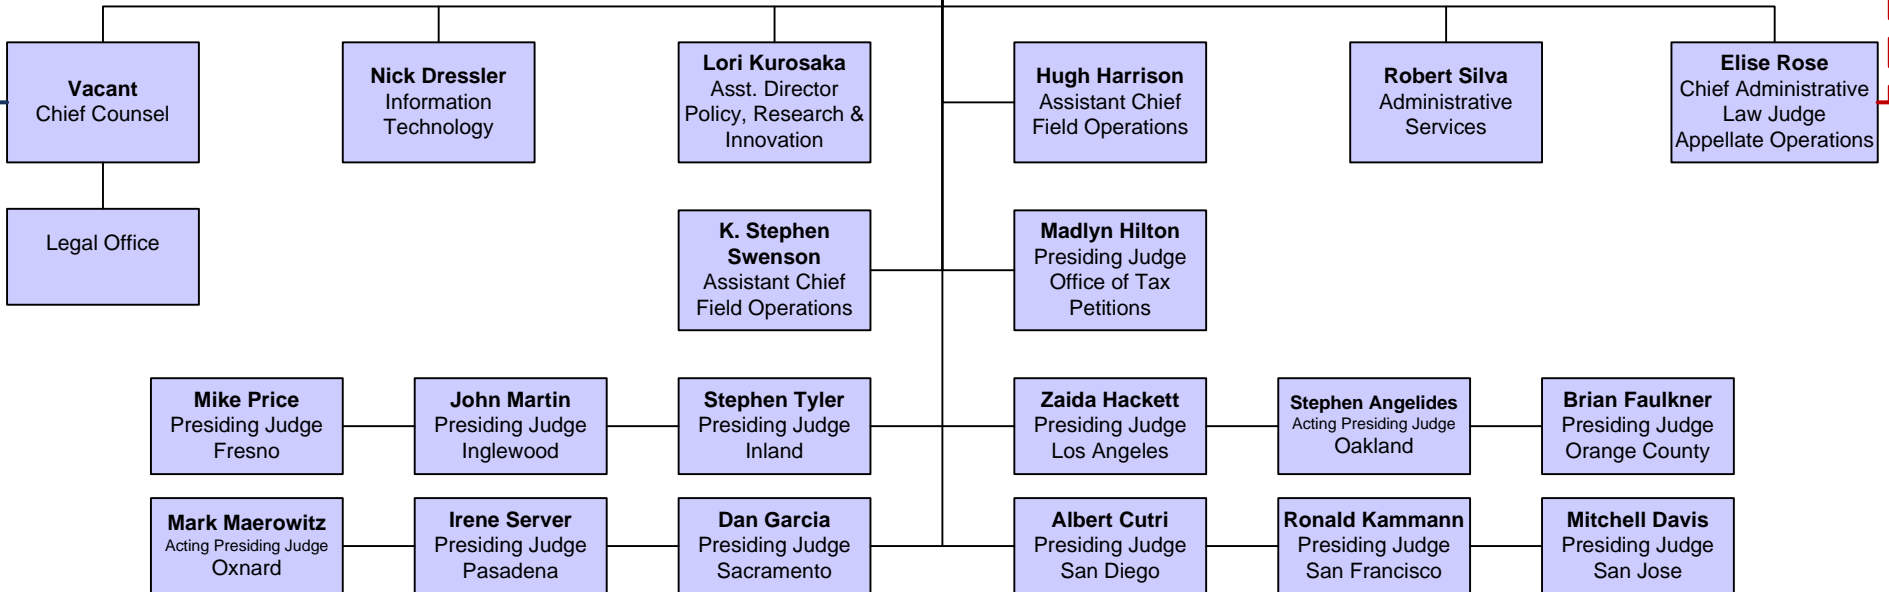 Vacant
Chief Counsel
Nick Dressler
Information
Technology
Lori Kurosaka
Asst. Director
Policy, Research &
Innovation
Hugh Harrison
Assistant Chief
Field Operations
Robert Silva
Administrative
Services
Elise Rose
Chief Administrative
Law Judge
Appellate Operations
Legal Office
K. Stephen
Swenson
Assistant Chief
Field Operations
Madlyn Hilton
Presiding Judge
Office of Tax
Petitions
Mike Price
Presiding Judge
Fresno
John Martin
Presiding Judge
Inglewood
Stephen Tyler
Presiding Judge
Inland
Zaida Hackett
Presiding Judge
Los Angeles
Stephen Angelides
Acting Presiding Judge
Oakland
Brian Faulkner
Presiding Judge
Orange County
Mark Maerowitz
Acting Presiding Judge
Oxnard
Irene Server
Presiding Judge
Pasadena
Dan Garcia
Presiding Judge
Sacramento
Albert Cutri
Presiding Judge
San Diego
Ronald Kammann
Presiding Judge
San Francisco
Mitchell Davis
Presiding Judge
San Jose